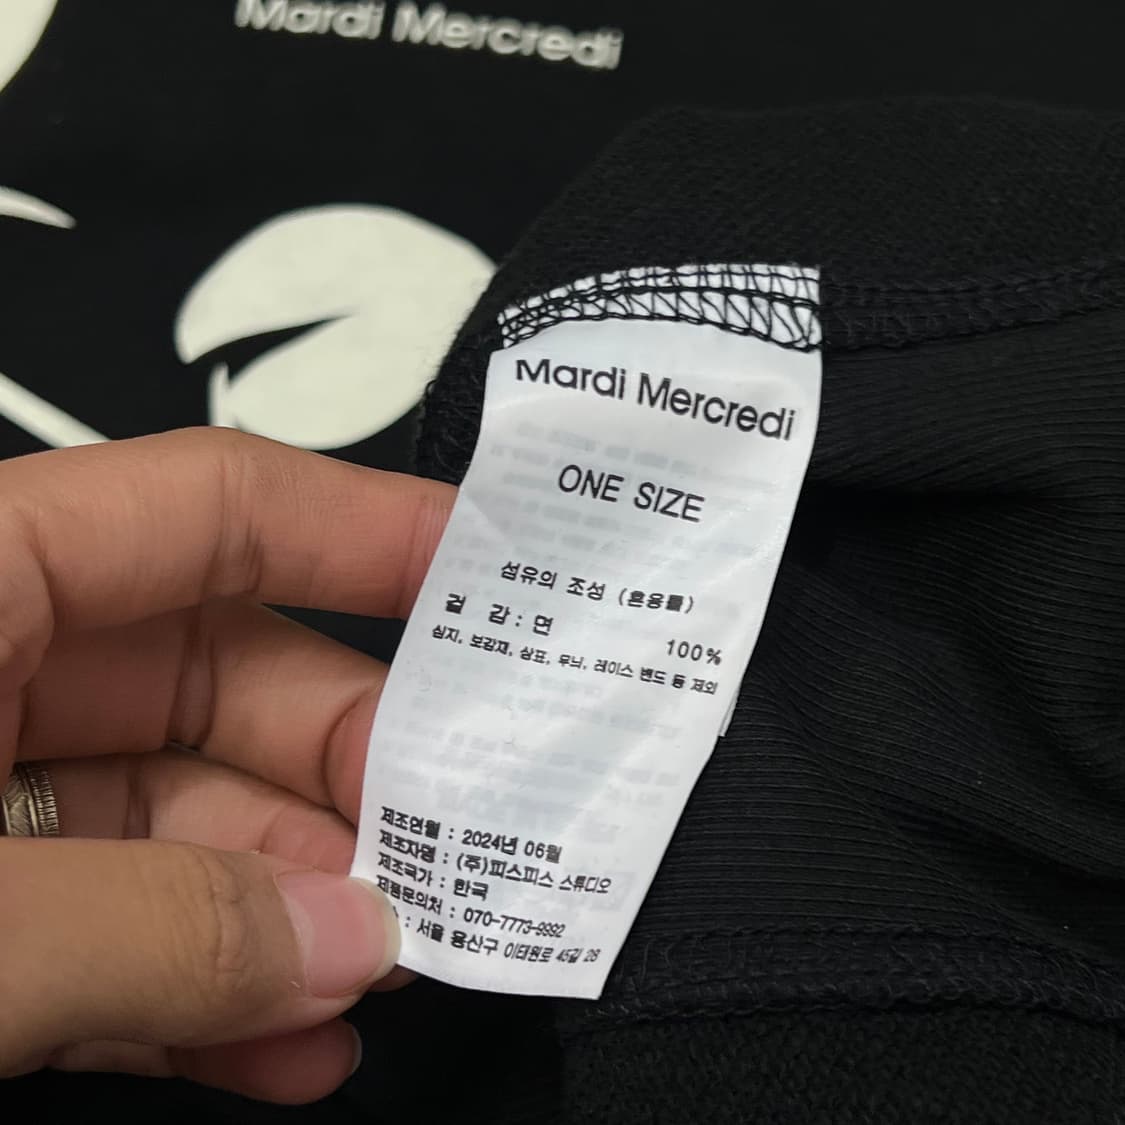 Mardi Mercredi
Mardi Mercredi
ONE SIZE
섬유의 조성 (혼용률)
겉 감 : 면 100%
심지, 보강재, 상표, 무늬, 레이스 밴드 등 제외
제조연월 : 2024년 06월
제조자명 : (주)피스피스 스튜디오
제조국가 : 한국
제품문의처 : 070-7773-9992
: 서울 용산구 이태원로 45길 28